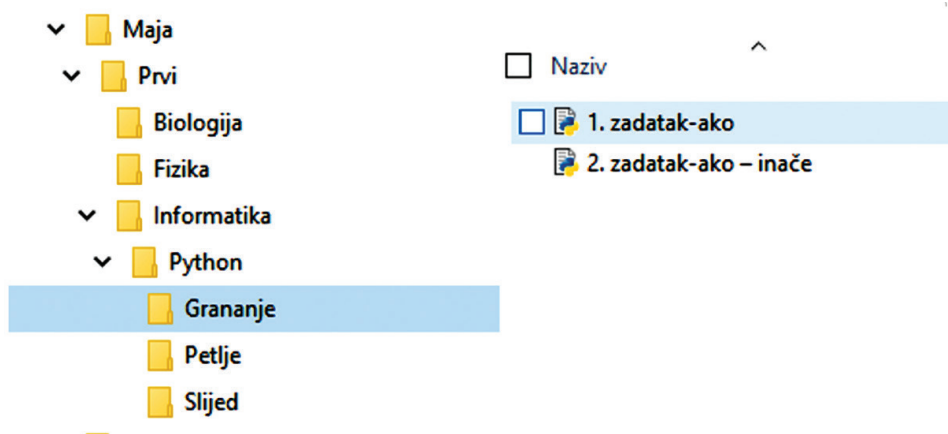 Maja
Prvi
Biologija
Fizika
Informatika
Python
Grananje
Petlje
Slijed
Naziv
1. zadatak-ako
2. zadatak-ako – inače